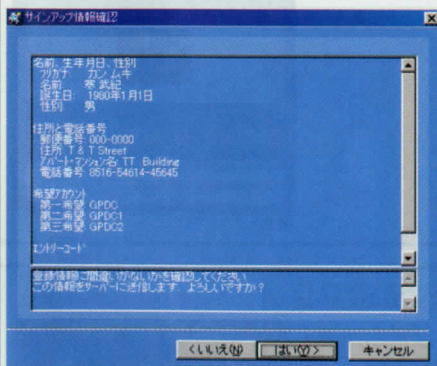 サインアップ情報確認
名前、生年月日、性別
フリガナ: カン ムキ
名前: 寒 武紀
誕生日: 1980年1月1日
性別: 男
住所と電話番号
郵便番号: 000-0000
住所: T & T Street
アパート・マンション名: TT Building
電話番号: 8516-54614-45645
希望アカウント
第一希望: GPDC
第二希望: GPDC1
第三希望: GPDC2
エントリーコード
登録情報に間違いがないかを確認してください
この情報をサーバーに送信します. よろしいですか?
<いいえ(N) はい(Y)> キャンセル